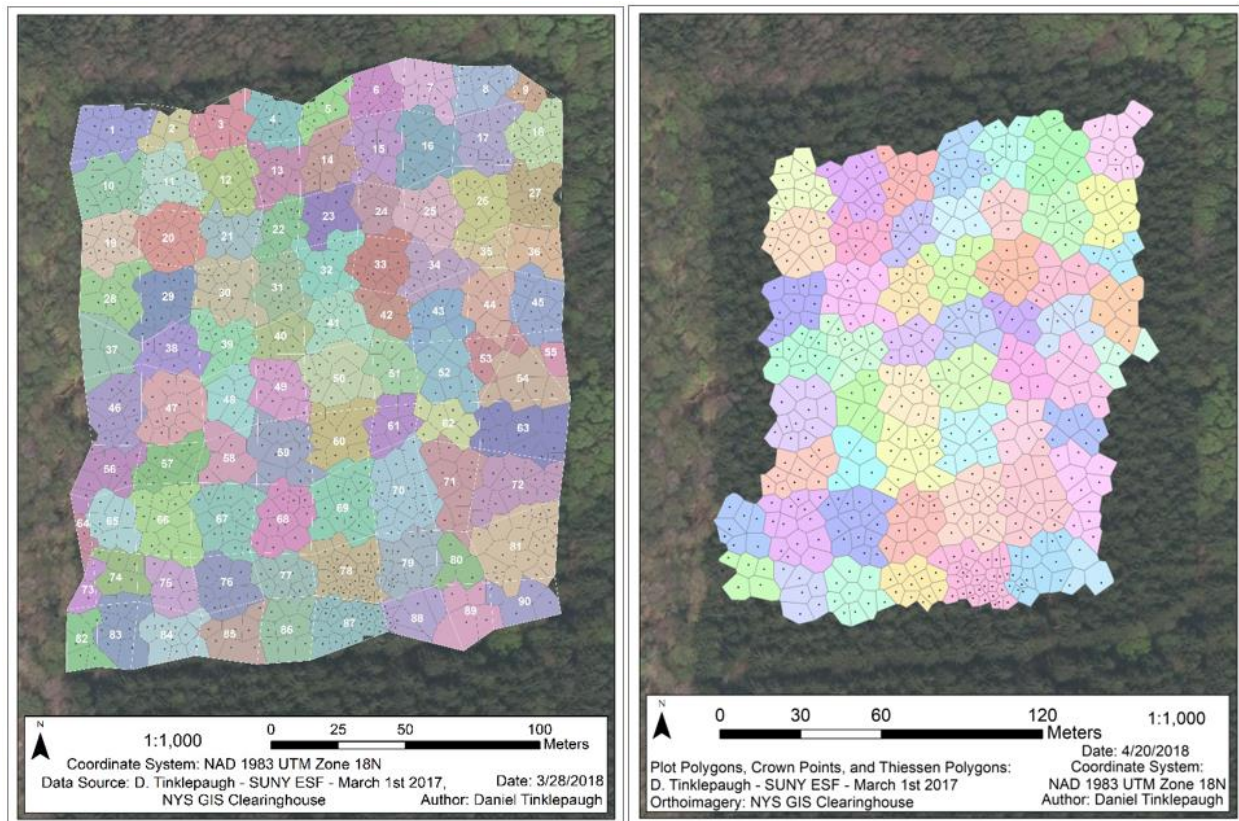 1 2 3 4 5 6 7 8 9
10 11 12 13 14 15 16 17 18
19 20 21 22 23 24 25 26 27
28 29 30 31 32 33 34 35 36
37 38 39 40 41 42 43 44 45
46 47 48 49 50 51 52 53 54 55
56 57 58 59 60 61 62 63
64 65 66 67 68 69 70 71 72
73 74 75 76 77 78 79 80 81
82 83 84 85 86 87 88 89 90
N
0 25 50 100
1:1,000 Meters
Coordinate System: NAD 1983 UTM Zone 18N
Data Source: D. Tinklepaugh - SUNY ESF - March 1st 2017, Date: 3/28/2018
NYS GIS Clearinghouse Author: Daniel Tinklepaugh
N
0 30 60 120 1:1,000
Meters
Date: 4/20/2018
Plot Polygons, Crown Points, and Thiessen Polygons: Coordinate System:
D. Tinklepaugh - SUNY ESF - March 1st 2017 NAD 1983 UTM Zone 18N
Orthoimagery: NYS GIS Clearinghouse Author: Daniel Tinklepaugh